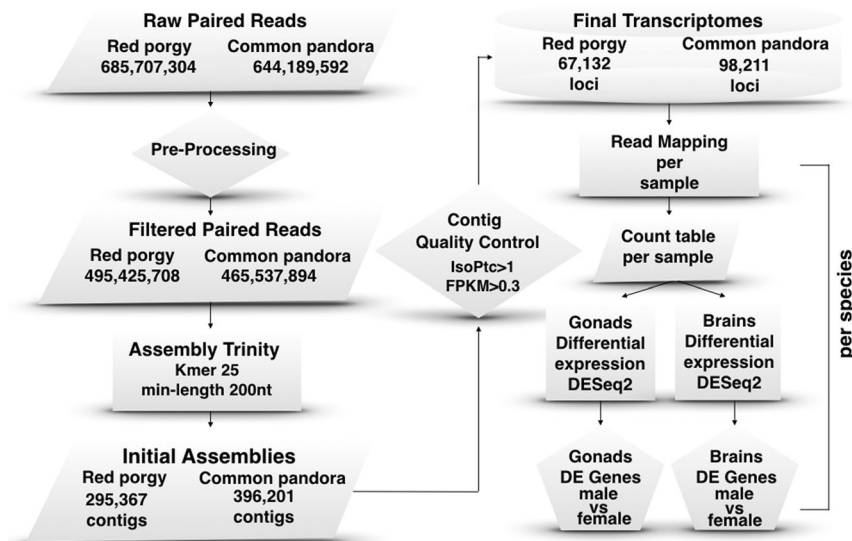 Raw Paired Reads
Red porgy Common pandora
685,707,304 644,189,592
Pre-Processing
Filtered Paired Reads
Red porgy Common pandora
495,425,708 465,537,894
Assembly Trinity
Kmer 25
min-length 200nt
Initial Assemblies
Red porgy Common pandora
295,367 396,201
contigs contigs
Contig
Quality Control
IsoPtc>1
FPKM>0.3
Final Transcriptomes
Red porgy Common pandora
67,132 98,211
loci loci
Read Mapping
per
sample
Count table
per sample
Gonads
Differential
expression
DESeq2
Brains
Differential
expression
DESeq2
Gonads
DE Genes
male
vs
female
Brains
DE Genes
male
vs
female
per species